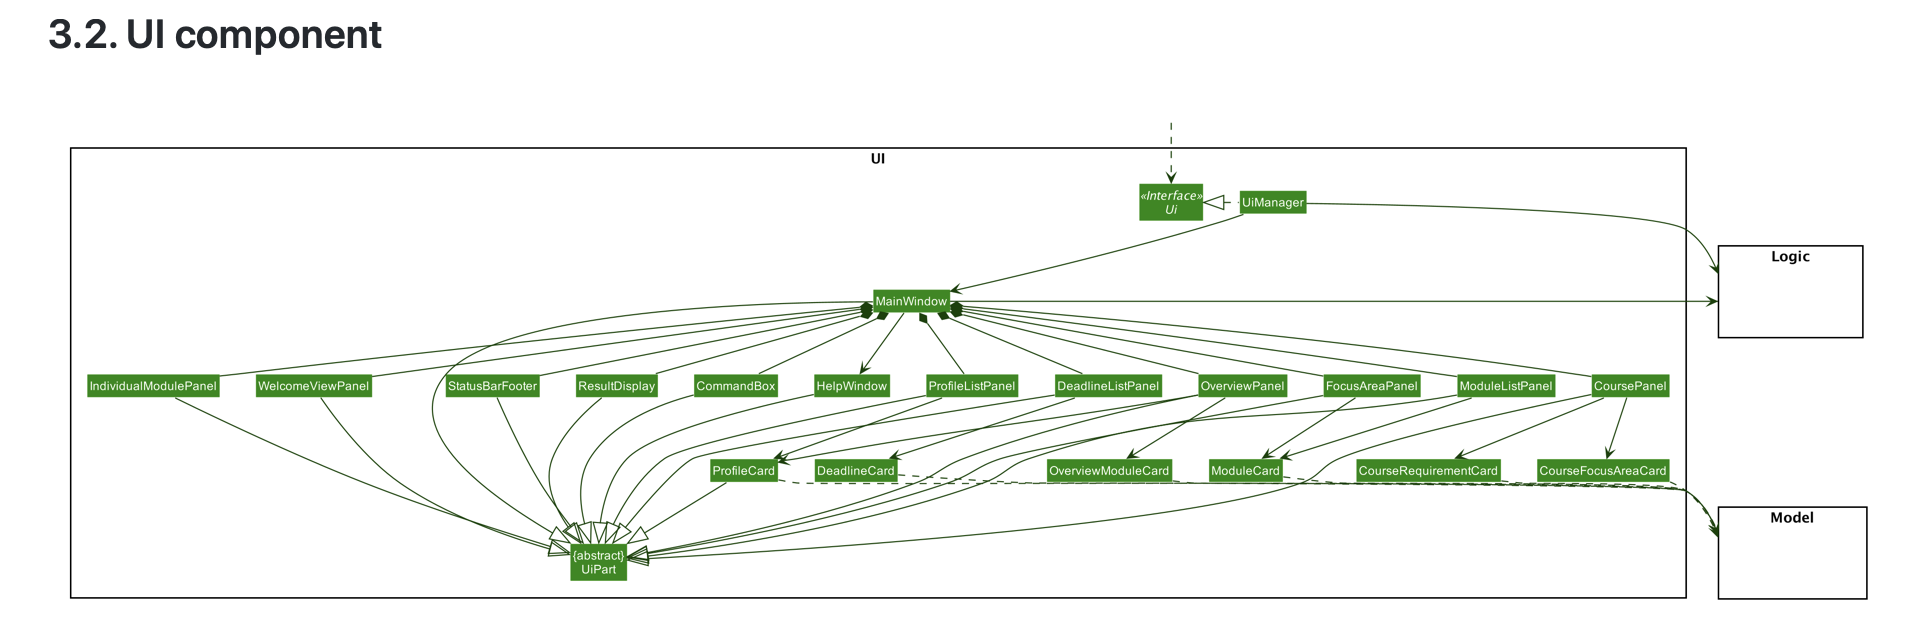 3.2. UI component
UI
«Interface»
Ui
UiManager
Logic
MainWindow
IndividualModulePanel
WelcomeViewPanel
StatusBarFooter
ResultDisplay
CommandBox
HelpWindow
ProfileListPanel
DeadlineListPanel
OverviewPanel
FocusAreaPanel
ModuleListPanel
CoursePanel
ProfileCard
DeadlineCard
OverviewModuleCard
ModuleCard
CourseRequirementCard
CourseFocusAreaCard
Model
{abstract}
UiPart